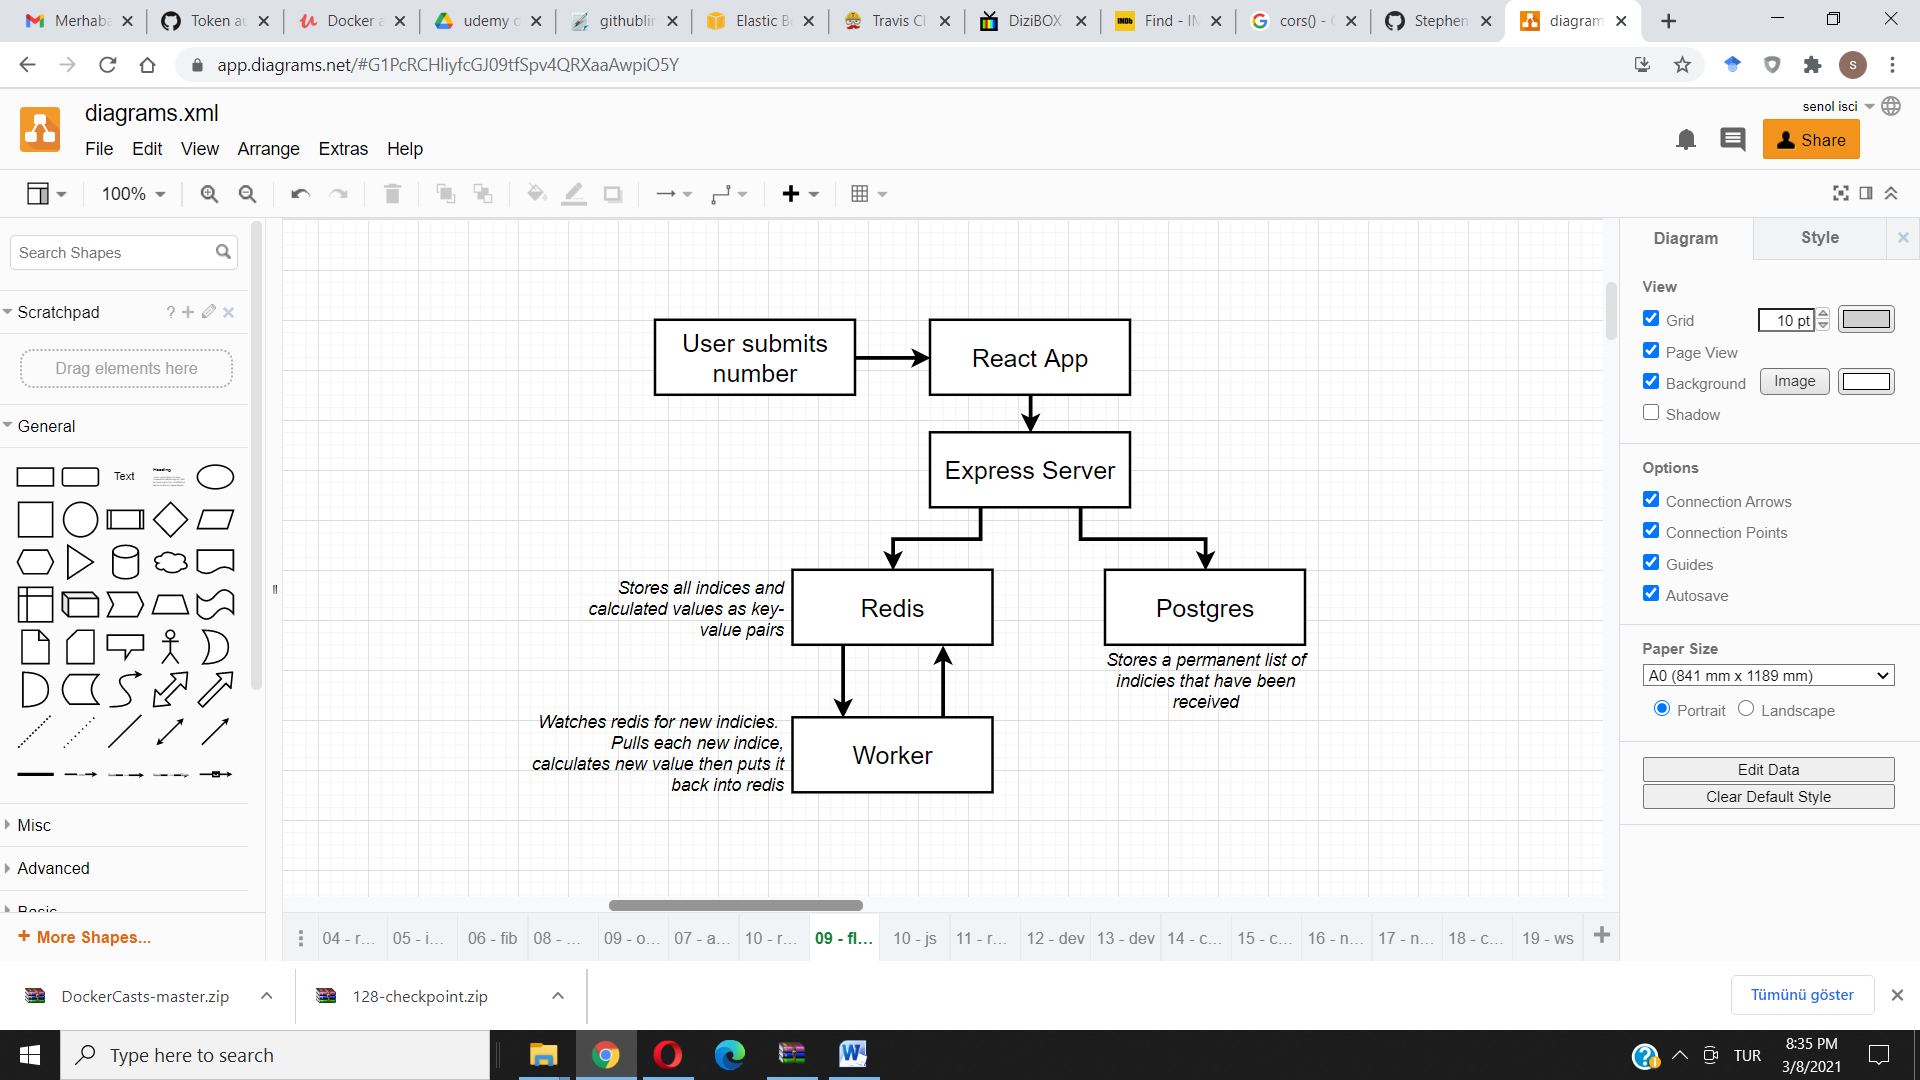 Merhaba
Token au
Docker a
udemy d
githublin
Elastic Be
Travis CI
DiziBOX
Find - IM
cors() - G
Stephen
diagram
app.diagrams.net/#G1PcRCHliyfcGJ09tfSpv4QRXaaAwpiO5Y
S
diagrams.xml
senol isci
File Edit View Arrange Extras Help
Share
100%
Search Shapes
Scratchpad
?
Drag elements here
General
Text
Heading
Misc
Advanced
Basic
+ More Shapes...
User submits
number
React App
Express Server
Stores all indices and
calculated values as key-
value pairs
Redis
Postgres
Stores a permanent list of
indicies that have been
received
Watches redis for new indicies.
Pulls each new indice,
calculates new value then puts it
back into redis
Worker
Diagram
Style
View
Grid
10 pt
Page View
Background
Image
Shadow
Options
Connection Arrows
Connection Points
Guides
Autosave
Paper Size
A0 (841 mm x 1189 mm)
Portrait
Landscape
Edit Data
Clear Default Style
04 - r...
05 - i...
06 - fib
08 - ...
09 - o...
07 - a...
10 - r...
09 - fl...
10 - js
11 - r...
12 - dev
13 - dev
14 - c...
15 - c...
16 - n...
17 - n...
18 - c...
19 - ws
DockerCasts-master.zip
128-checkpoint.zip
Tümünü göster
Type here to search
TUR
8:35 PM
3/8/2021